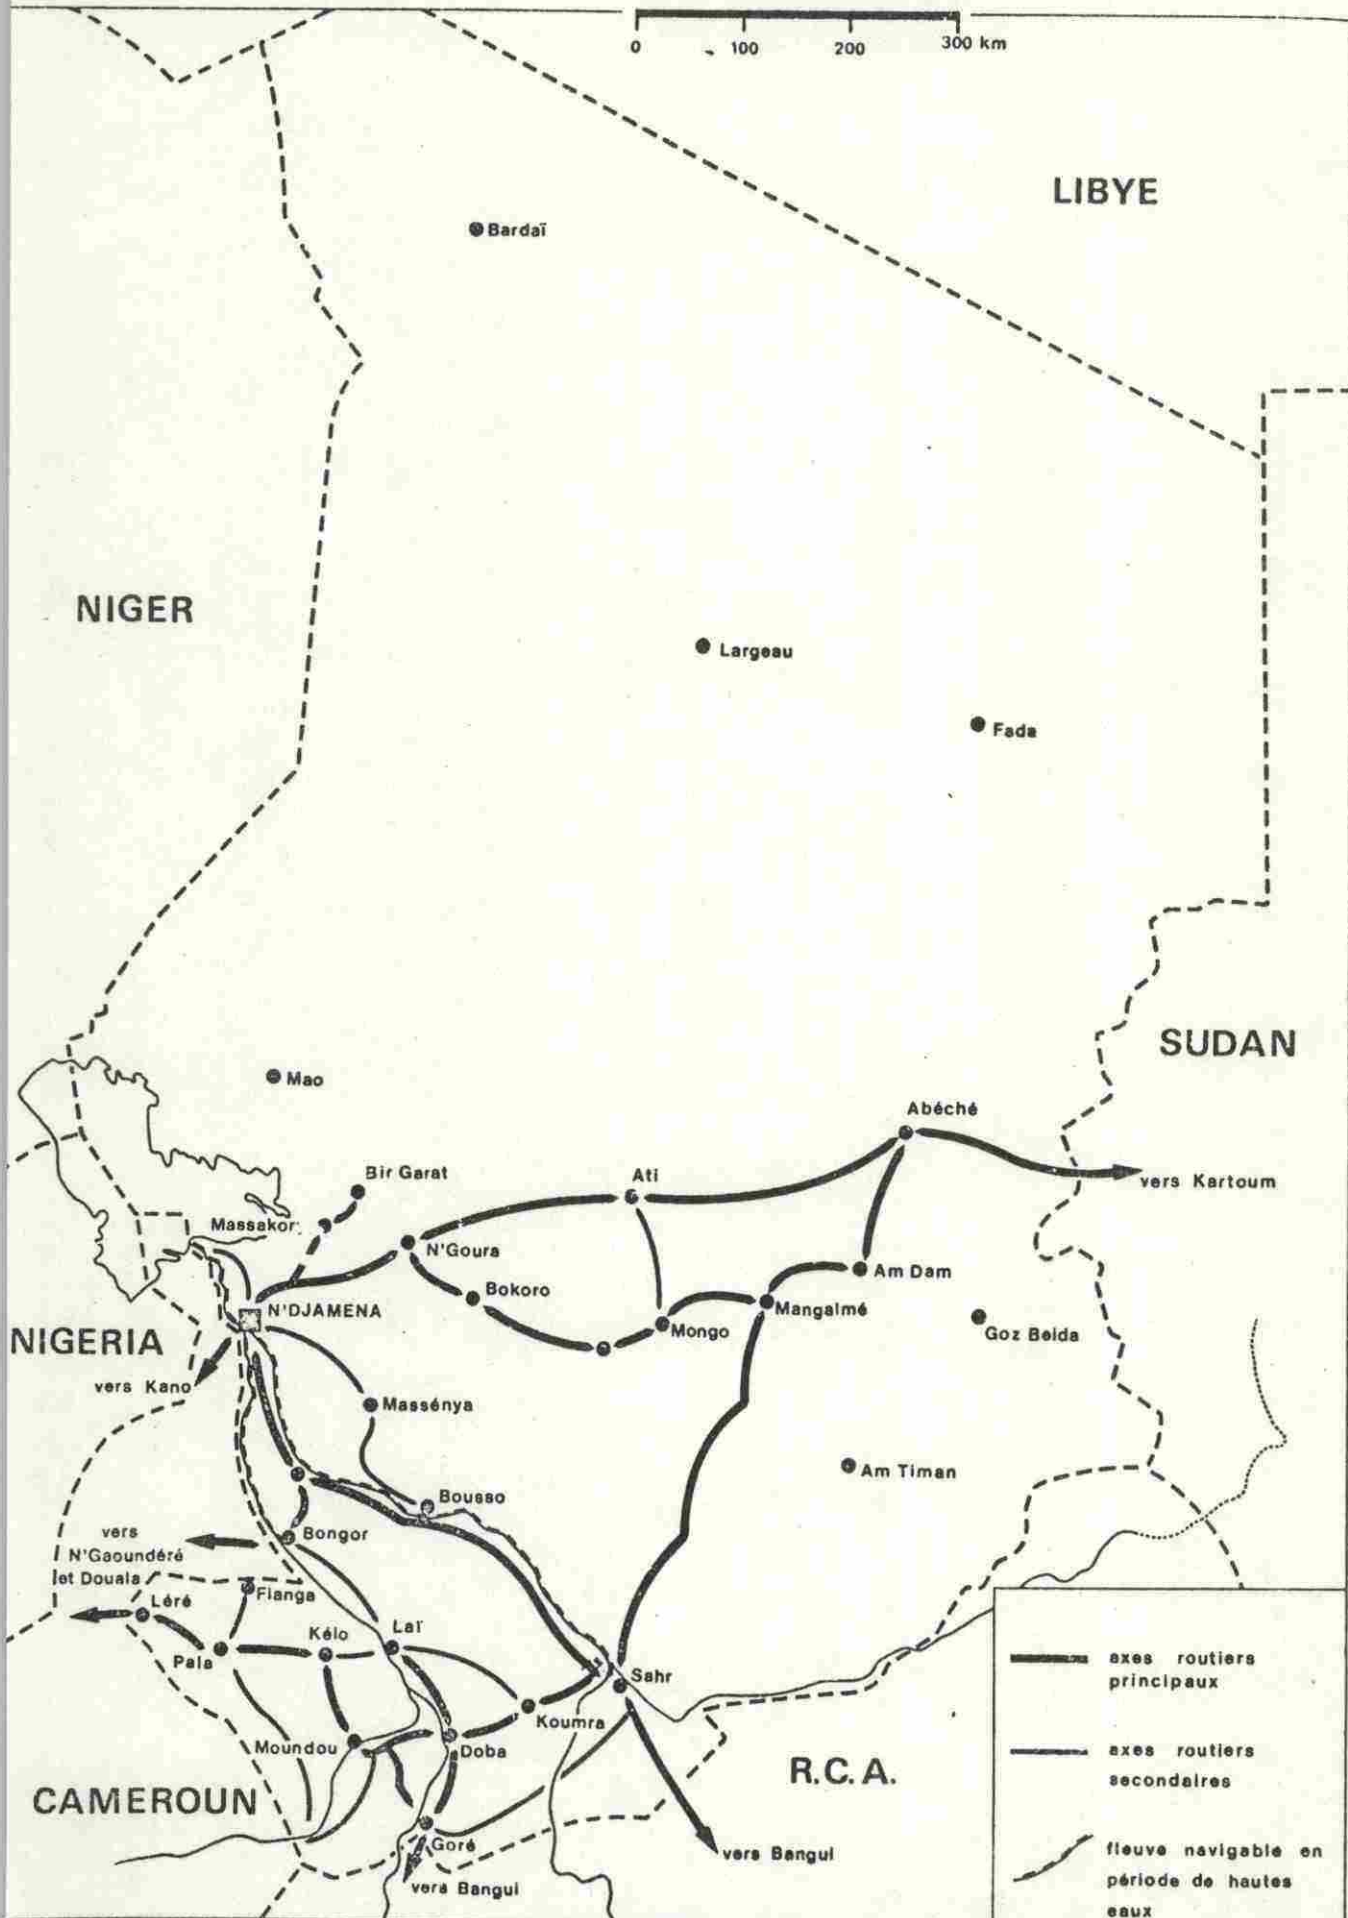 0 100 200 300 km
LIBYE
Bardaï
NIGER
Largeau
Fada
SUDAN
Mao
Abéché
Bir Garat
Ati
vers Kartoum
Massakor
N'Goura
Am Dam
Bokoro
N'DJAMENA
Mangalmé
Mongo
Goz Beida
NIGERIA
vers Kano
Massénya
Am Timan
Bousso
Bongor
vers
N'Gaoundéré
et Douala
Fianga
Léré
Kélo
Laï
Pala
Sahr
Koumra
Moundou
Doba
R.C.A.
CAMEROUN
Goré
vers Bangui
vers Bangui
axes routiers
principaux
axes routiers
secondaires
fleuve navigable en
période de hautes
eaux